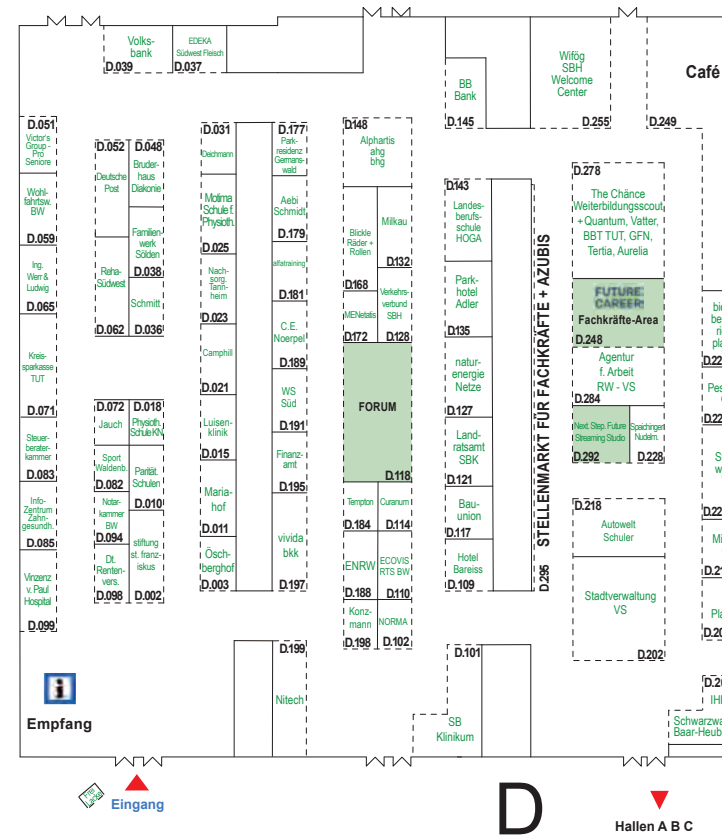 Volks-
bank
D.039
EDEKA
Südwest Fleisch
D.037
BB
Bank
D.145
Wifög
SBH
Welcome
Center
D.255
Café
D.249
D.051
Victor's
Group -
Pro
Seniore
Wohl-
fahrtsw.
BW
D.059
Ing.
Werr &
Ludwig
D.065
Kreis-
sparkasse
TUT
D.071
Steuer-
berater-
kammer
D.083
Info-
Zentrum
Zahn-
gesundh.
D.085
Vinzenz
v. Paul
Hospital
D.099
D.052
Deutsche
Post
D.048
Bruder-
haus
Diakonie
Familien-
werk
Sölden
D.038
Reha-
Südwest
D.062
Schmitt
D.036
D.072
Jauch
D.018
Physioth.
Schule KN
Sport
Waldenb.
D.082
Parität.
Schulen
D.010
Notar-
kammer
BW
D.094
Dt.
Renten-
vers.
D.098
stiftung
st. franz-
iskus
D.002
D.031
Deichmann
Motima
Schule f.
Physioth.
D.025
Nach-
sorg.
Tann-
heim
D.023
Camphill
D.021
Luisen-
klinik
D.015
Maria-
hof
D.011
Ösch-
berghof
D.003
D.177
Park-
residenz
Germans-
wald
Aebi
Schmidt
D.179
alfatraining
D.181
C.E.
Noerpel
D.189
WS
Süd
D.191
Finanz-
amt
D.195
vivida
bkk
D.197
D.199
Nitech
D.148
Alphartis
ahg
bhg
Blickle
Räder +
Rollen
D.168
Milkau
D.132
MENetatis
D.172
Verkehrs-
verbund
SBH
D.128
FORUM
D.118
Tempton
D.184
Curanum
D.114
ENRW
D.188
ECOVIS
RTS BW
D.110
Konz-
mann
D.198
NORMA
D.102
D.143
Landes-
berufs-
schule
HOGA
Park-
hotel
Adler
D.135
natur-
energie
Netze
D.127
Land-
ratsamt
SBK
D.121
Bau-
union
D.117
Hotel
Bareiss
D.109
D.101
SB
Klinikum
STELLENMARKT FÜR FACHKRÄFTE + AZUBIS
D.295
D.278
The Chänce
Weiterbildungsscout
+ Quantum, Vatter,
BBT TUT, GFN,
Tertia, Aurelia
FUTURE
CAREER
Fachkräfte-Area
D.248
Agentur
f. Arbeit
RW - VS
D.284
Next. Step. Future
Streaming Studio
D.292
Spaichinger
Nudelm.
D.228
D.218
Autowelt
Schuler
Stadtverwaltung
VS
D.202
Schwarzwa
Baar-Heub
i
Empfang
Eingang
D
Hallen A B C